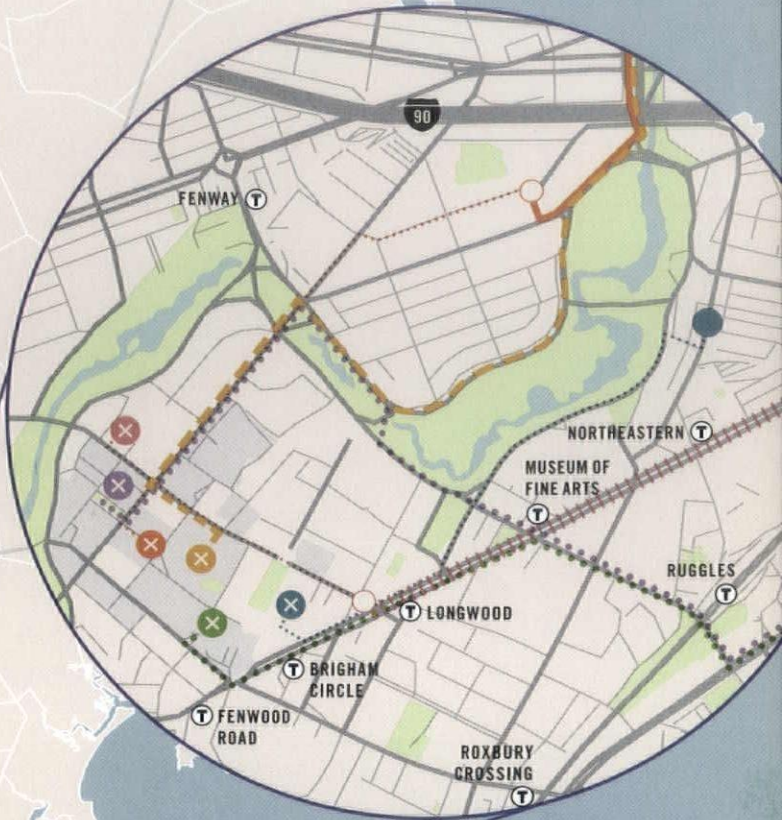 90
FENWAY T
NORTHEASTERN T
MUSEUM OF
FINE ARTS
T
RUGGLES
T
T LONGWOOD
T BRIGHAM
CIRCLE
T FENWOOD
ROAD
ROXBURY
CROSSING
T